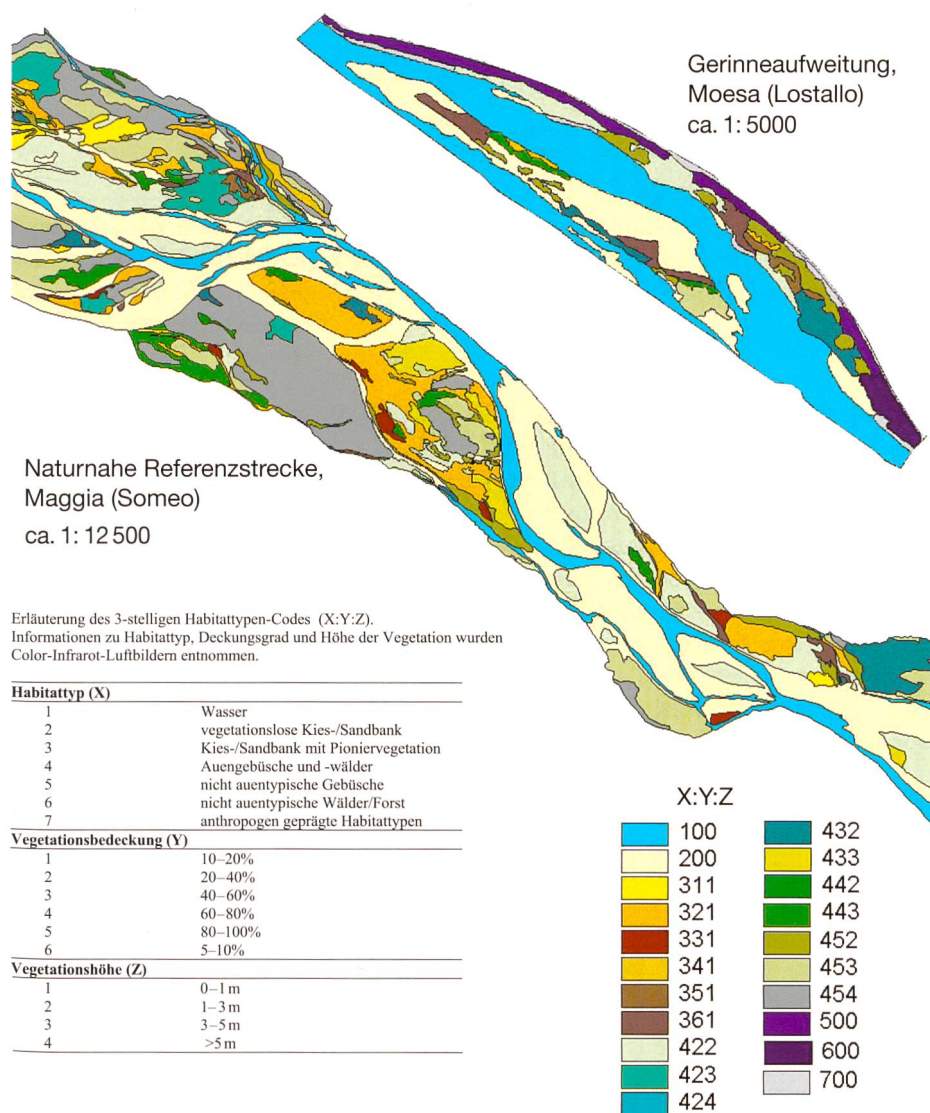 Gerinneaufweitung,
Moesa (Lostallo)
ca. 1: 5000
Naturnahe Referenzstrecke,
Maggia (Someo)
ca. 1: 12 500
Erläuterung des 3-stelligen Habitattypen-Codes (X:Y:Z).
Informationen zu Habitattyp, Deckungsgrad und Höhe der Vegetation wurden
Color-Infrarot-Luftbildern entnommen.
Habitattyp (X)
1 Wasser
2 vegetationslose Kies-/Sandbank
3 Kies-/Sandbank mit Pioniervegetation
4 Auengebüsche und -wälder
5 nicht auentypische Gebüsche
6 nicht auentypische Wälder/Forst
7 anthropogen geprägte Habitattypen
Vegetationsbedeckung (Y)
1 10–20%
2 20–40%
3 40–60%
4 60–80%
5 80–100%
6 5–10%
Vegetationshöhe (Z)
1 0–1 m
2 1–3 m
3 3–5 m
4 >5 m
X:Y:Z
100
200
311
321
331
341
351
361
422
423
424
432
433
442
443
452
453
454
500
600
700